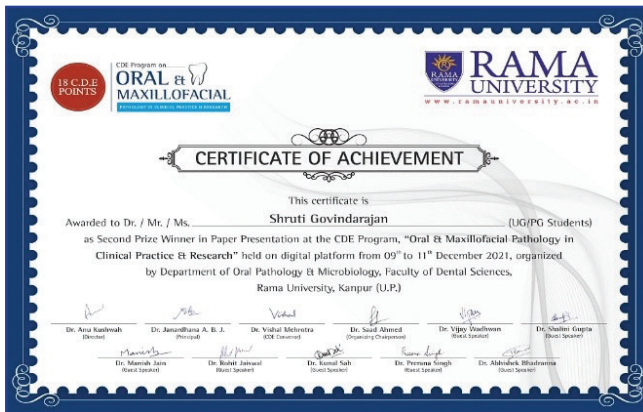 18 C.D.E
POINTS
CDE Program on
ORAL &
MAXILLOFACIAL
PATHOLOGY IN CLINICAL PRACTICE & RESEARCH
RAMA
UNIVERSITY
www.ramauniversity.ac.in
CERTIFICATE OF ACHIEVEMENT
This certificate is
Awarded to Dr. / Mr. / Ms. Shruti Govindarajan (UG/PG Students)
as Second Prize Winner in Paper Presentation at the CDE Program, "Oral & Maxillofacial Pathology in
Clinical Practice & Research" held on digital platform from 09th to 11th December 2021, organized
by Department of Oral Pathology & Microbiology, Faculty of Dental Sciences,
Rama University, Kanpur (U.P.)
Dr. Anu Kushwah Dr. Janardhana A. B. J. Dr. Vishal Mehrotra Dr. Saad Ahmed Dr. Vijay Wadhwan Dr. Shalini Gupta
(Director) (Principal) (CDE Convenor) (Organizing Chairperson) (Guest Speaker) (Guest Speaker)
Dr. Manish Jain Dr. Rohit Jaiswal Dr. Kunal Sah Dr. Prerana Singh Dr. Abhishek Bhadranna
(Guest Speaker) (Guest Speaker) (Guest Speaker) (Guest Speaker) (Guest Speaker)